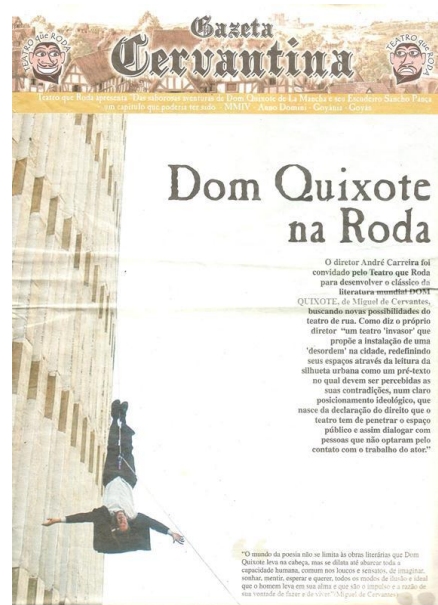 Gazeta
Cervantina
TEATRO que RODA
TEATRO que RODA
Teatro que Roda apresenta "Das saborosas aventuras de Dom Quixote de La Mancha e seu Escudeiro Sancho Pança
um capítulo que poderia ter sido. - MMIV - Anno Domini - Goyania - Goyas
Dom Quixote
na Roda
O diretor André Carreira foi
convidado pelo Teatro que Roda
para desenvolver o clássico da
literatura mundial DOM
QUIXOTE, de Miguel de Cervantes,
buscando novas possibilidades do
teatro de rua. Como diz o próprio
diretor "um teatro 'invasor' que
propõe a instalação de uma
'desordem' na cidade, redefinindo
seus espaços através da leitura da
silhueta urbana como um pré-texto
no qual devem ser percebidas as
suas contradições, num claro
posicionamento ideológico, que
nasce da declaração do direito que o
teatro tem de penetrar o espaço
público e assim dialogar com
pessoas que não optaram pelo
contato com o trabalho do ator."
"O mundo da poesia não se limita às obras literárias que Dom
Quixote leva na cabeça, mas se dilata até abarcar toda a
capacidade humana, comum nos loucos e sensatos, de imaginar,
sonhar, mentir, esperar e querer, todos os modos de ilusão e ideal
que o homem leva em sua alma e que são o impulso e a razão de
sua vontade de fazer e de viver." Miguel de Cervantes